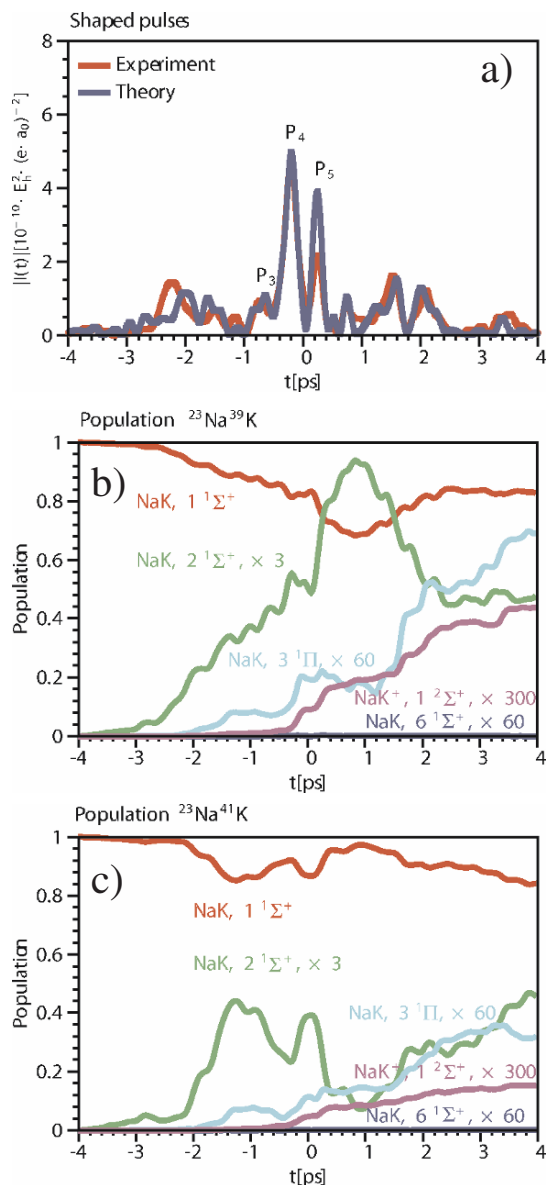 Shaped pulses
a)
Experiment
Theory
|I(t)|[10⁻¹⁰· E²ₕ· (e· a₀)⁻²]
8
6
4
2
0
P₄
P₅
P₃
-4 -3 -2 -1 0 1 2 3 4
t[ps]
Population ²³Na³⁹K
b)
Population
1
0.8
0.6
0.4
0.2
0
NaK, 1 ¹Σ⁺
NaK, 2 ¹Σ⁺, × 3
NaK, 3 ¹Π, × 60
NaK⁺, 1 ²Σ⁺, × 300
NaK, 6 ¹Σ⁺, × 60
-4 -3 -2 -1 0 1 2 3 4
t[ps]
Population ²³Na⁴¹K
c)
Population
1
0.8
0.6
0.4
0.2
0
NaK, 1 ¹Σ⁺
NaK, 2 ¹Σ⁺, × 3
NaK, 3 ¹Π, × 60
NaK⁺, 1 ²Σ⁺, × 300
NaK, 6 ¹Σ⁺, × 60
-4 -3 -2 -1 0 1 2 3 4
t[ps]